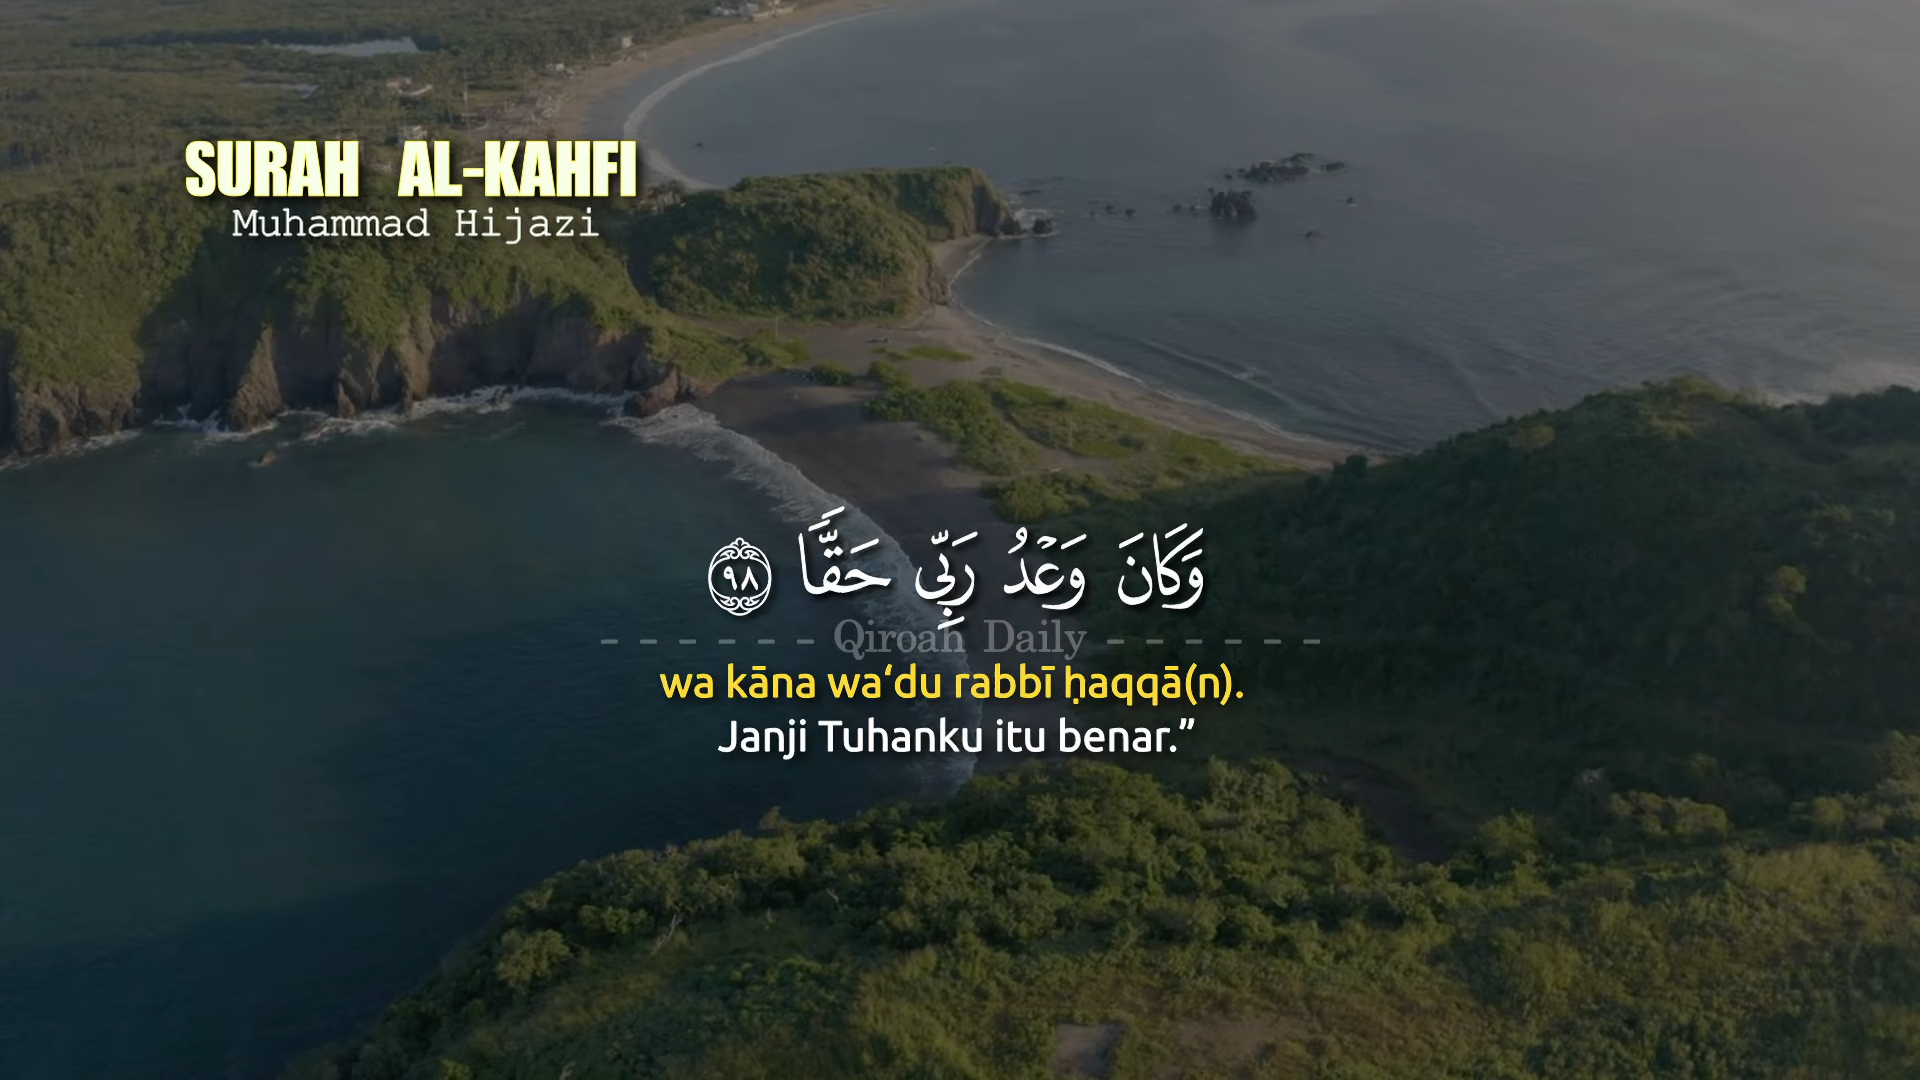 SURAH AL-KAHFI
Muhammad Hijazi
وَكَانَ وَعْدُ رَبِّي حَقًّا ۝٩٨
- - - - - - Qiroah Daily - - - - - -
wa kāna wa‘du rabbī ḥaqqā(n).
Janji Tuhanku itu benar.”